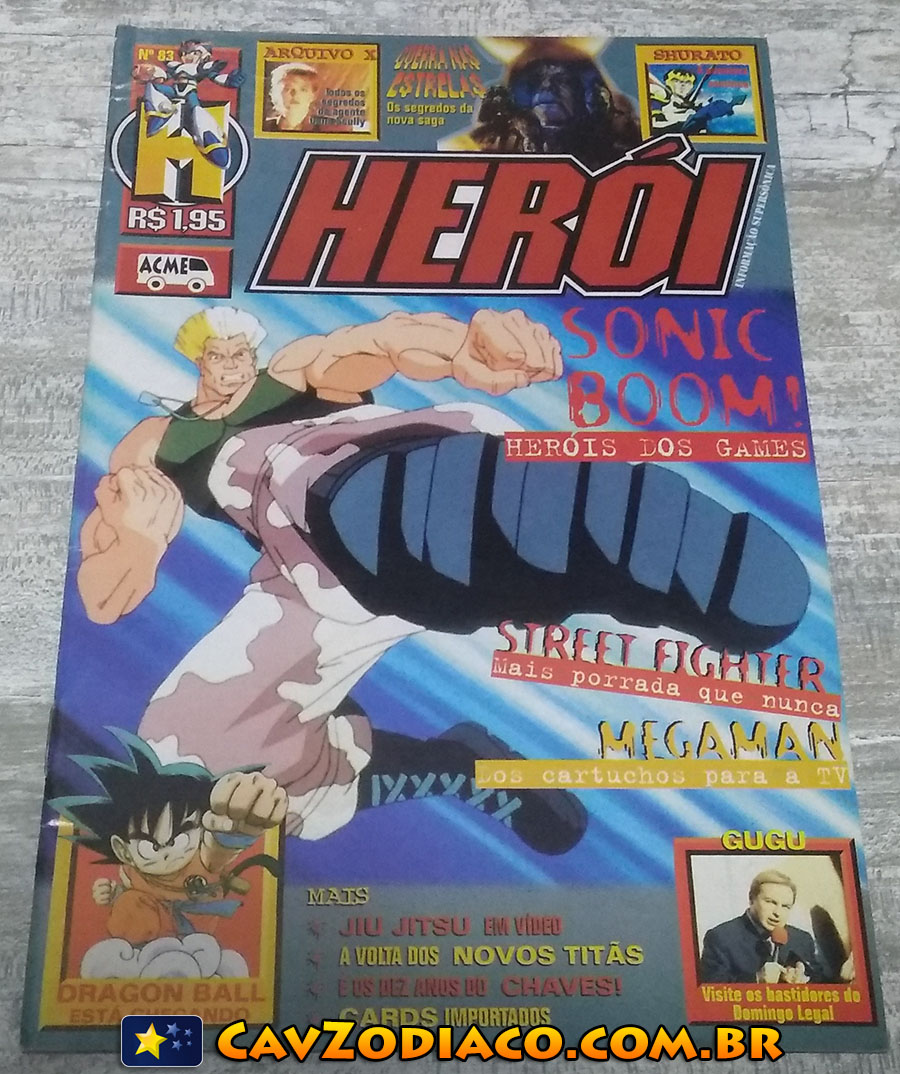 Nº 83
H
R$ 1,95
ACME
ARQUIVO X
Todos os
segredos
da agente
Dana Scully
GUERRA NAS
ESTRELAS
Os segredos da
nova saga
SHURATO
HERÓI
INFORMAÇÃO SUPERSÔNICA
SONIC
BOOM!
HERÓIS DOS GAMES
STREET FIGHTER
Mais porrada que nunca
MEGAMAN
Dos cartuchos para a TV
DRAGON BALL
MAIS
JIU JITSU EM VÍDEO
A VOLTA DOS NOVOS TITÃS
E OS DEZ ANOS DO CHAVES!
CARDS IMPORTADOS
GUGU
Visite os bastidores do
Domingo Legal
CAVZODIACO.COM.BR